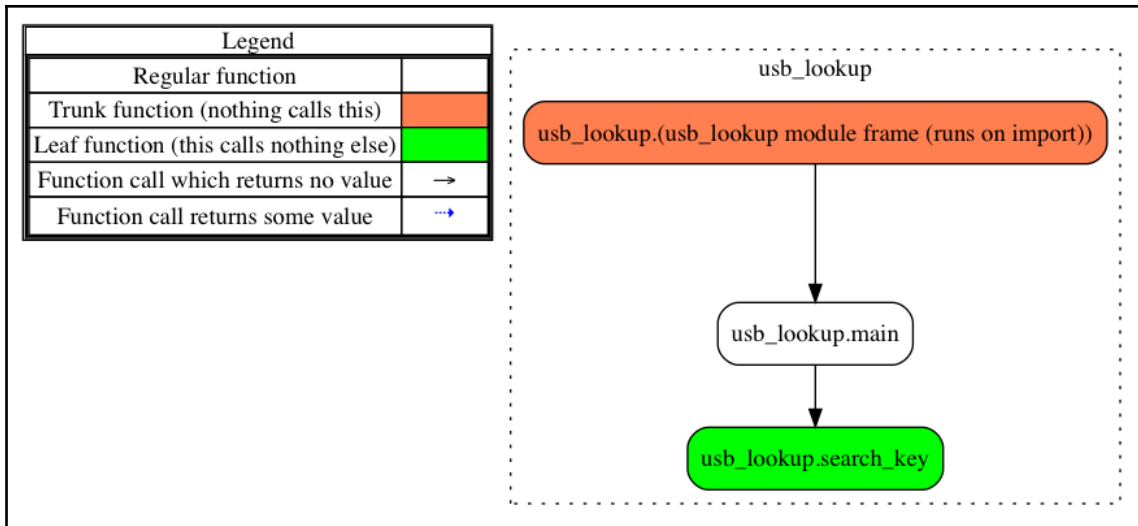 Legend
Regular function
Trunk function (nothing calls this)
Leaf function (this calls nothing else)
Function call which returns no value →
Function call returns some value ⇢
usb_lookup
usb_lookup.(usb_lookup module frame (runs on import))
usb_lookup.main
usb_lookup.search_key